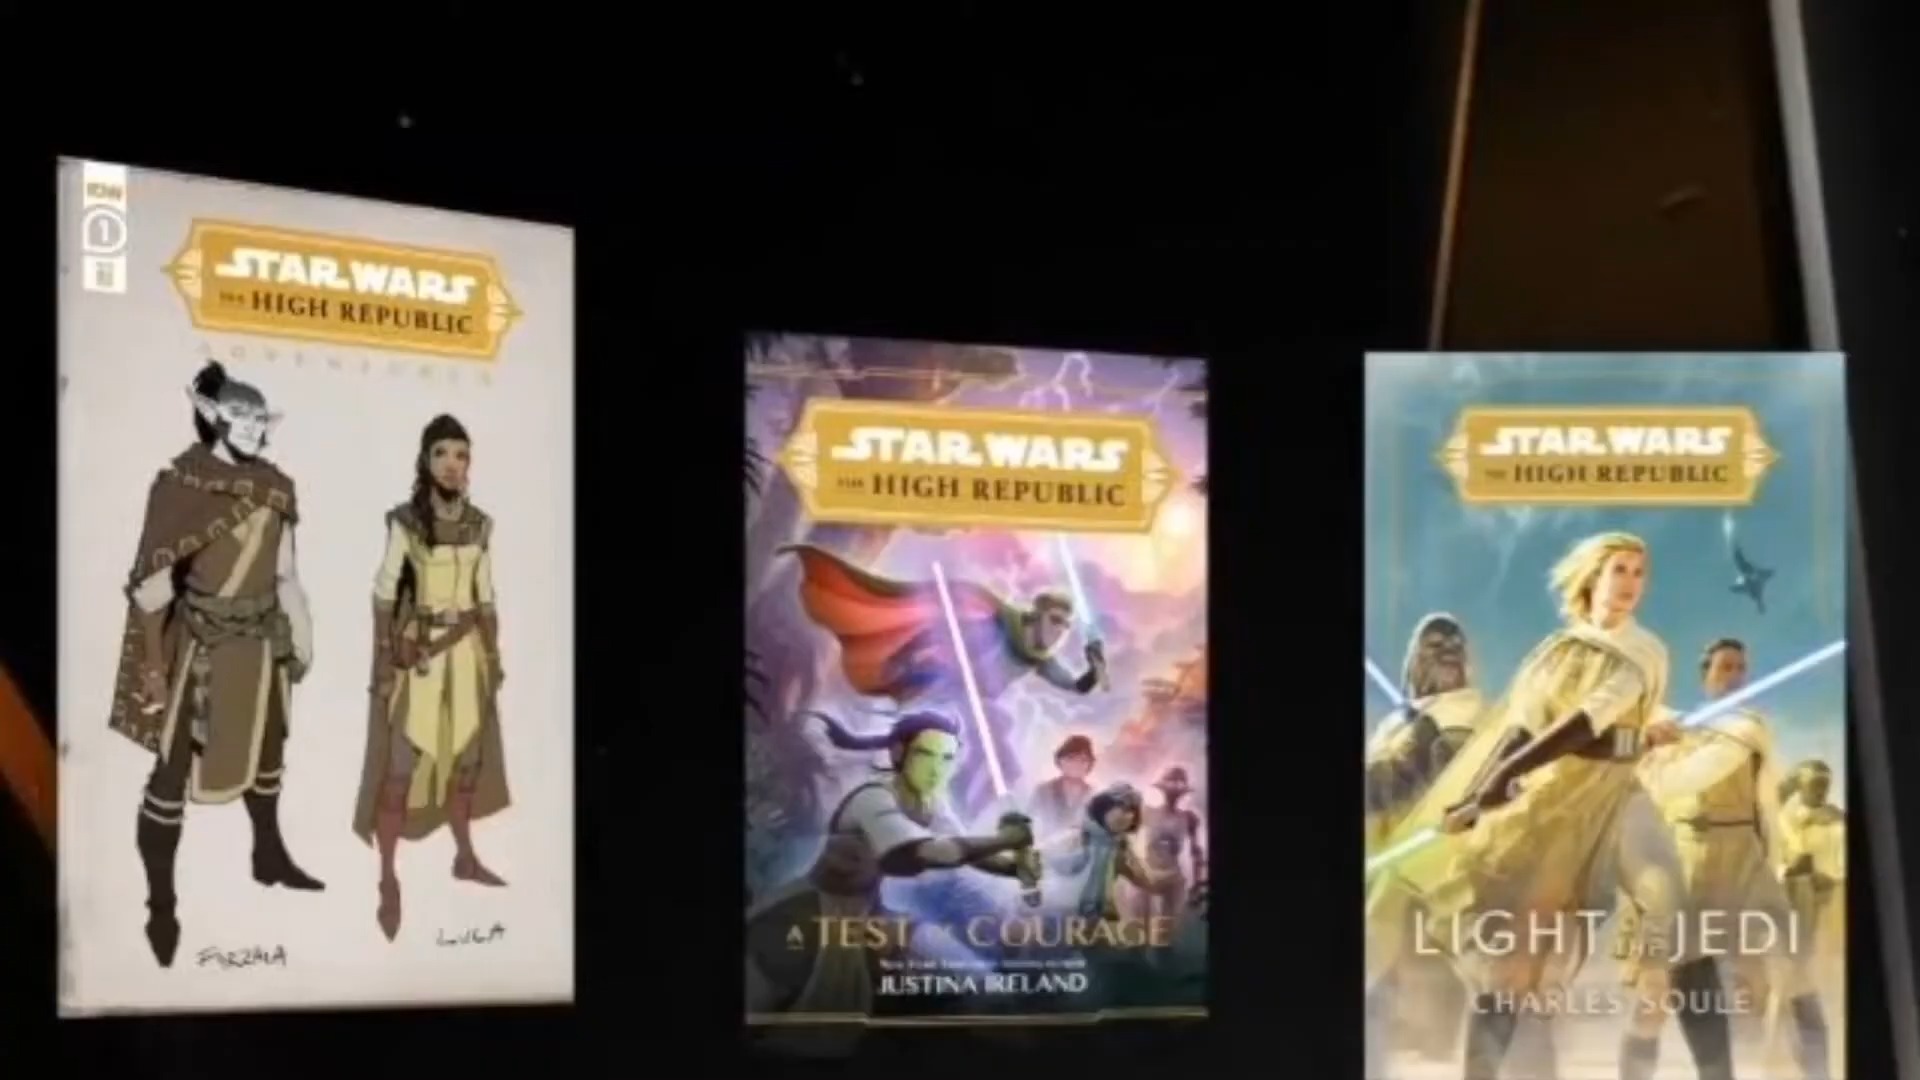 IDW
1
STAR WARS
THE HIGH REPUBLIC
ADVENTURES
FARZALA
LULA
STAR WARS
THE HIGH REPUBLIC
A TEST OF COURAGE
JUSTINA IRELAND
STAR WARS
THE HIGH REPUBLIC
LIGHT OF THE JEDI
CHARLES SOULE